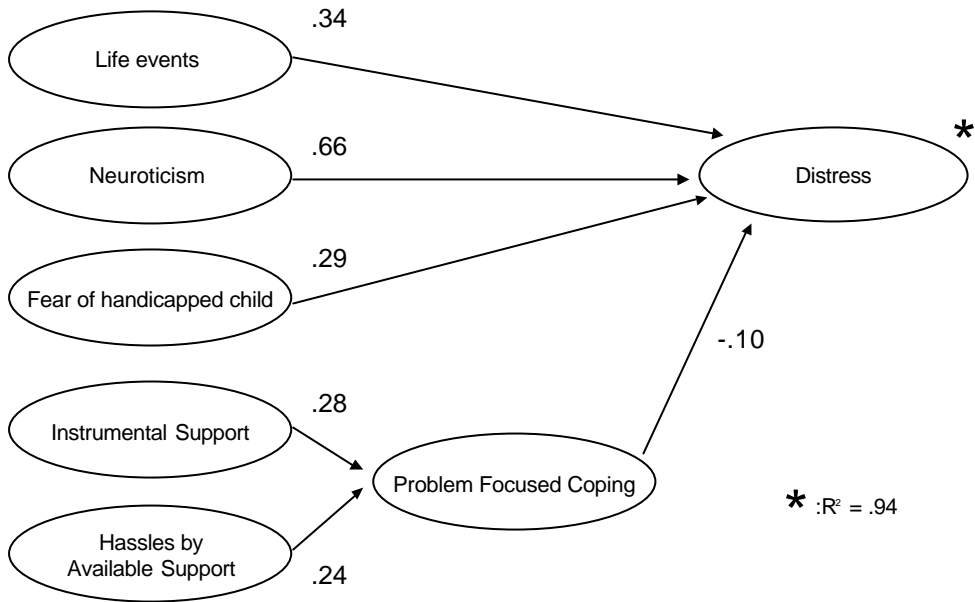 .34
Life events
*
.66
Neuroticism
Distress
.29
Fear of handicapped child
-.10
.28
Instrumental Support
Problem Focused Coping
* :R² = .94
Hassles by
Available Support
.24